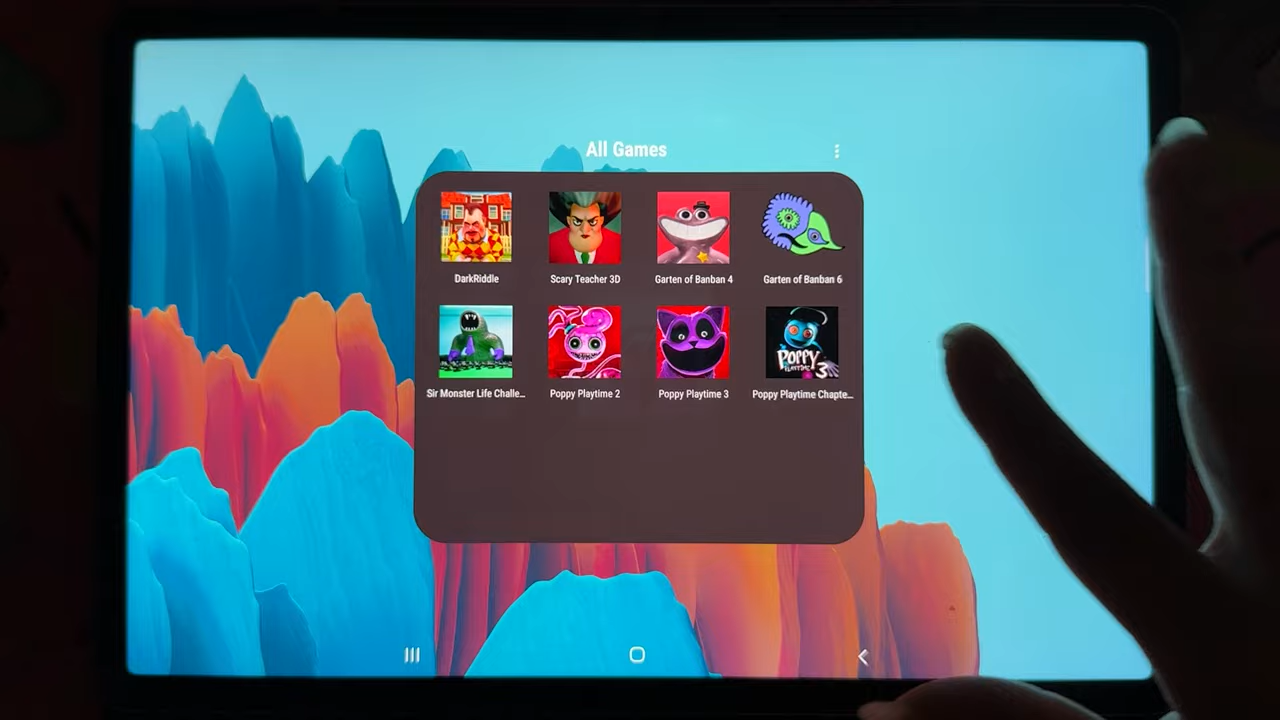 All Games
DarkRiddle
Scary Teacher 3D
Garten of Banban 4
Garten of Banban 6
Sir Monster Life Challe...
Poppy Playtime 2
Poppy Playtime 3
POPPY
3
Poppy Playtime Chapte...